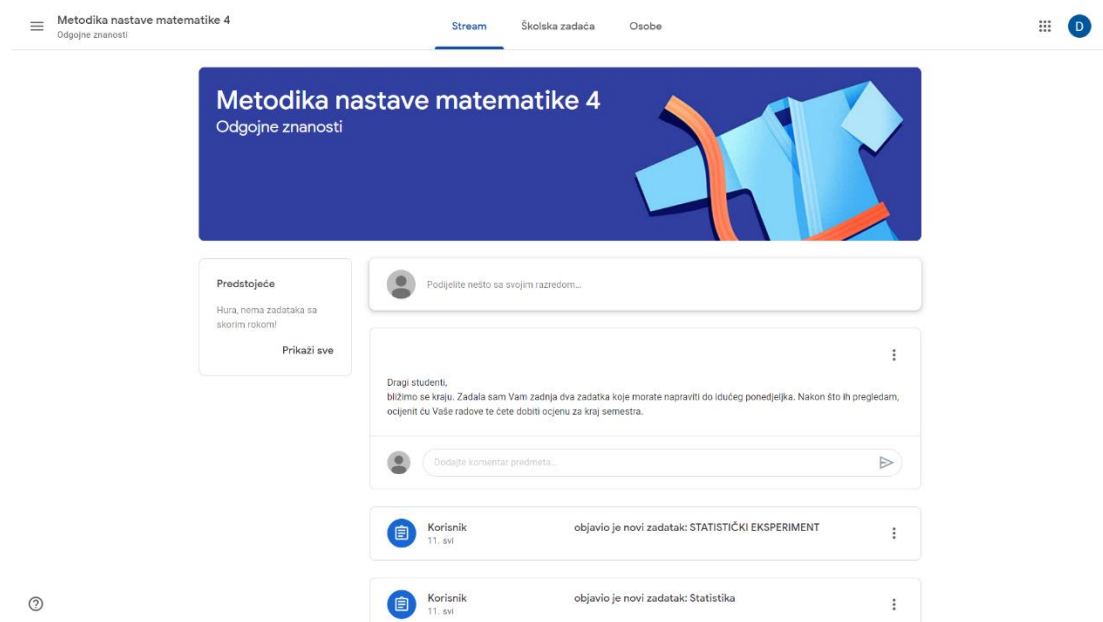 Metodika nastave matematike 4
Odgojne znanosti
Stream Školska zadaća Osobe
D
Metodika nastave matematike 4
Odgojne znanosti
Predstojeće
Hura, nema zadataka sa
skorim rokom!
Prikaži sve
Podijelite nešto sa svojim razredom...
Dragi studenti,
bližimo se kraju. Zadala sam Vam zadnja dva zadatka koje morate napraviti do idućeg ponedjeljka. Nakon što ih pregledam,
ocijenit ću Vaše radove te ćete dobiti ocjenu za kraj semestra.
Dodajte komentar predmeta...
Korisnik objavio je novi zadatak: STATISTIČKI EKSPERIMENT
11. svi
Korisnik objavio je novi zadatak: Statistika
11. svi